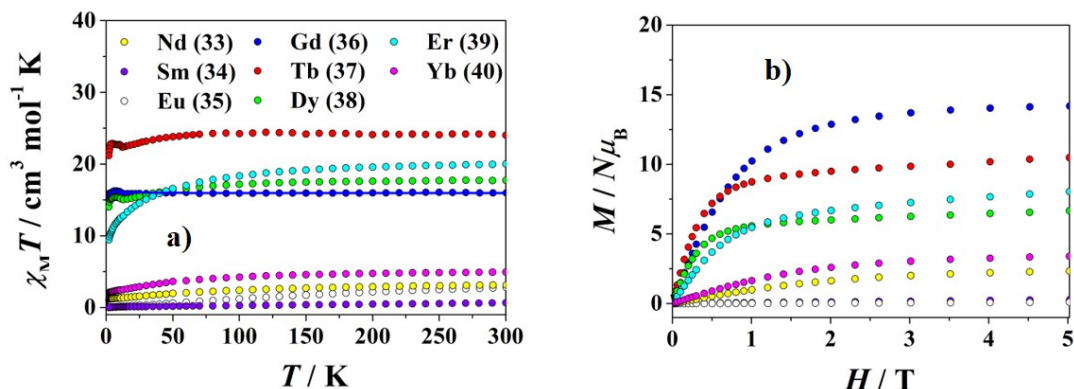 40
30
20
10
0
χMT / cm³ mol⁻¹ K
Nd (33)
Gd (36)
Er (39)
Sm (34)
Tb (37)
Yb (40)
Eu (35)
Dy (38)
a)
0 50 100 150 200 250 300
T / K
20
15
10
5
0
M / NμB
b)
0 1 2 3 4 5
H / T